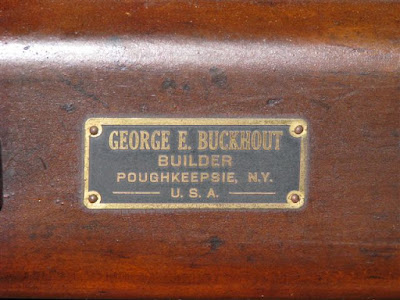 GEORGE E. BUCKHOUT
BUILDER
POUGHKEEPSIE, N.Y.
U. S. A.